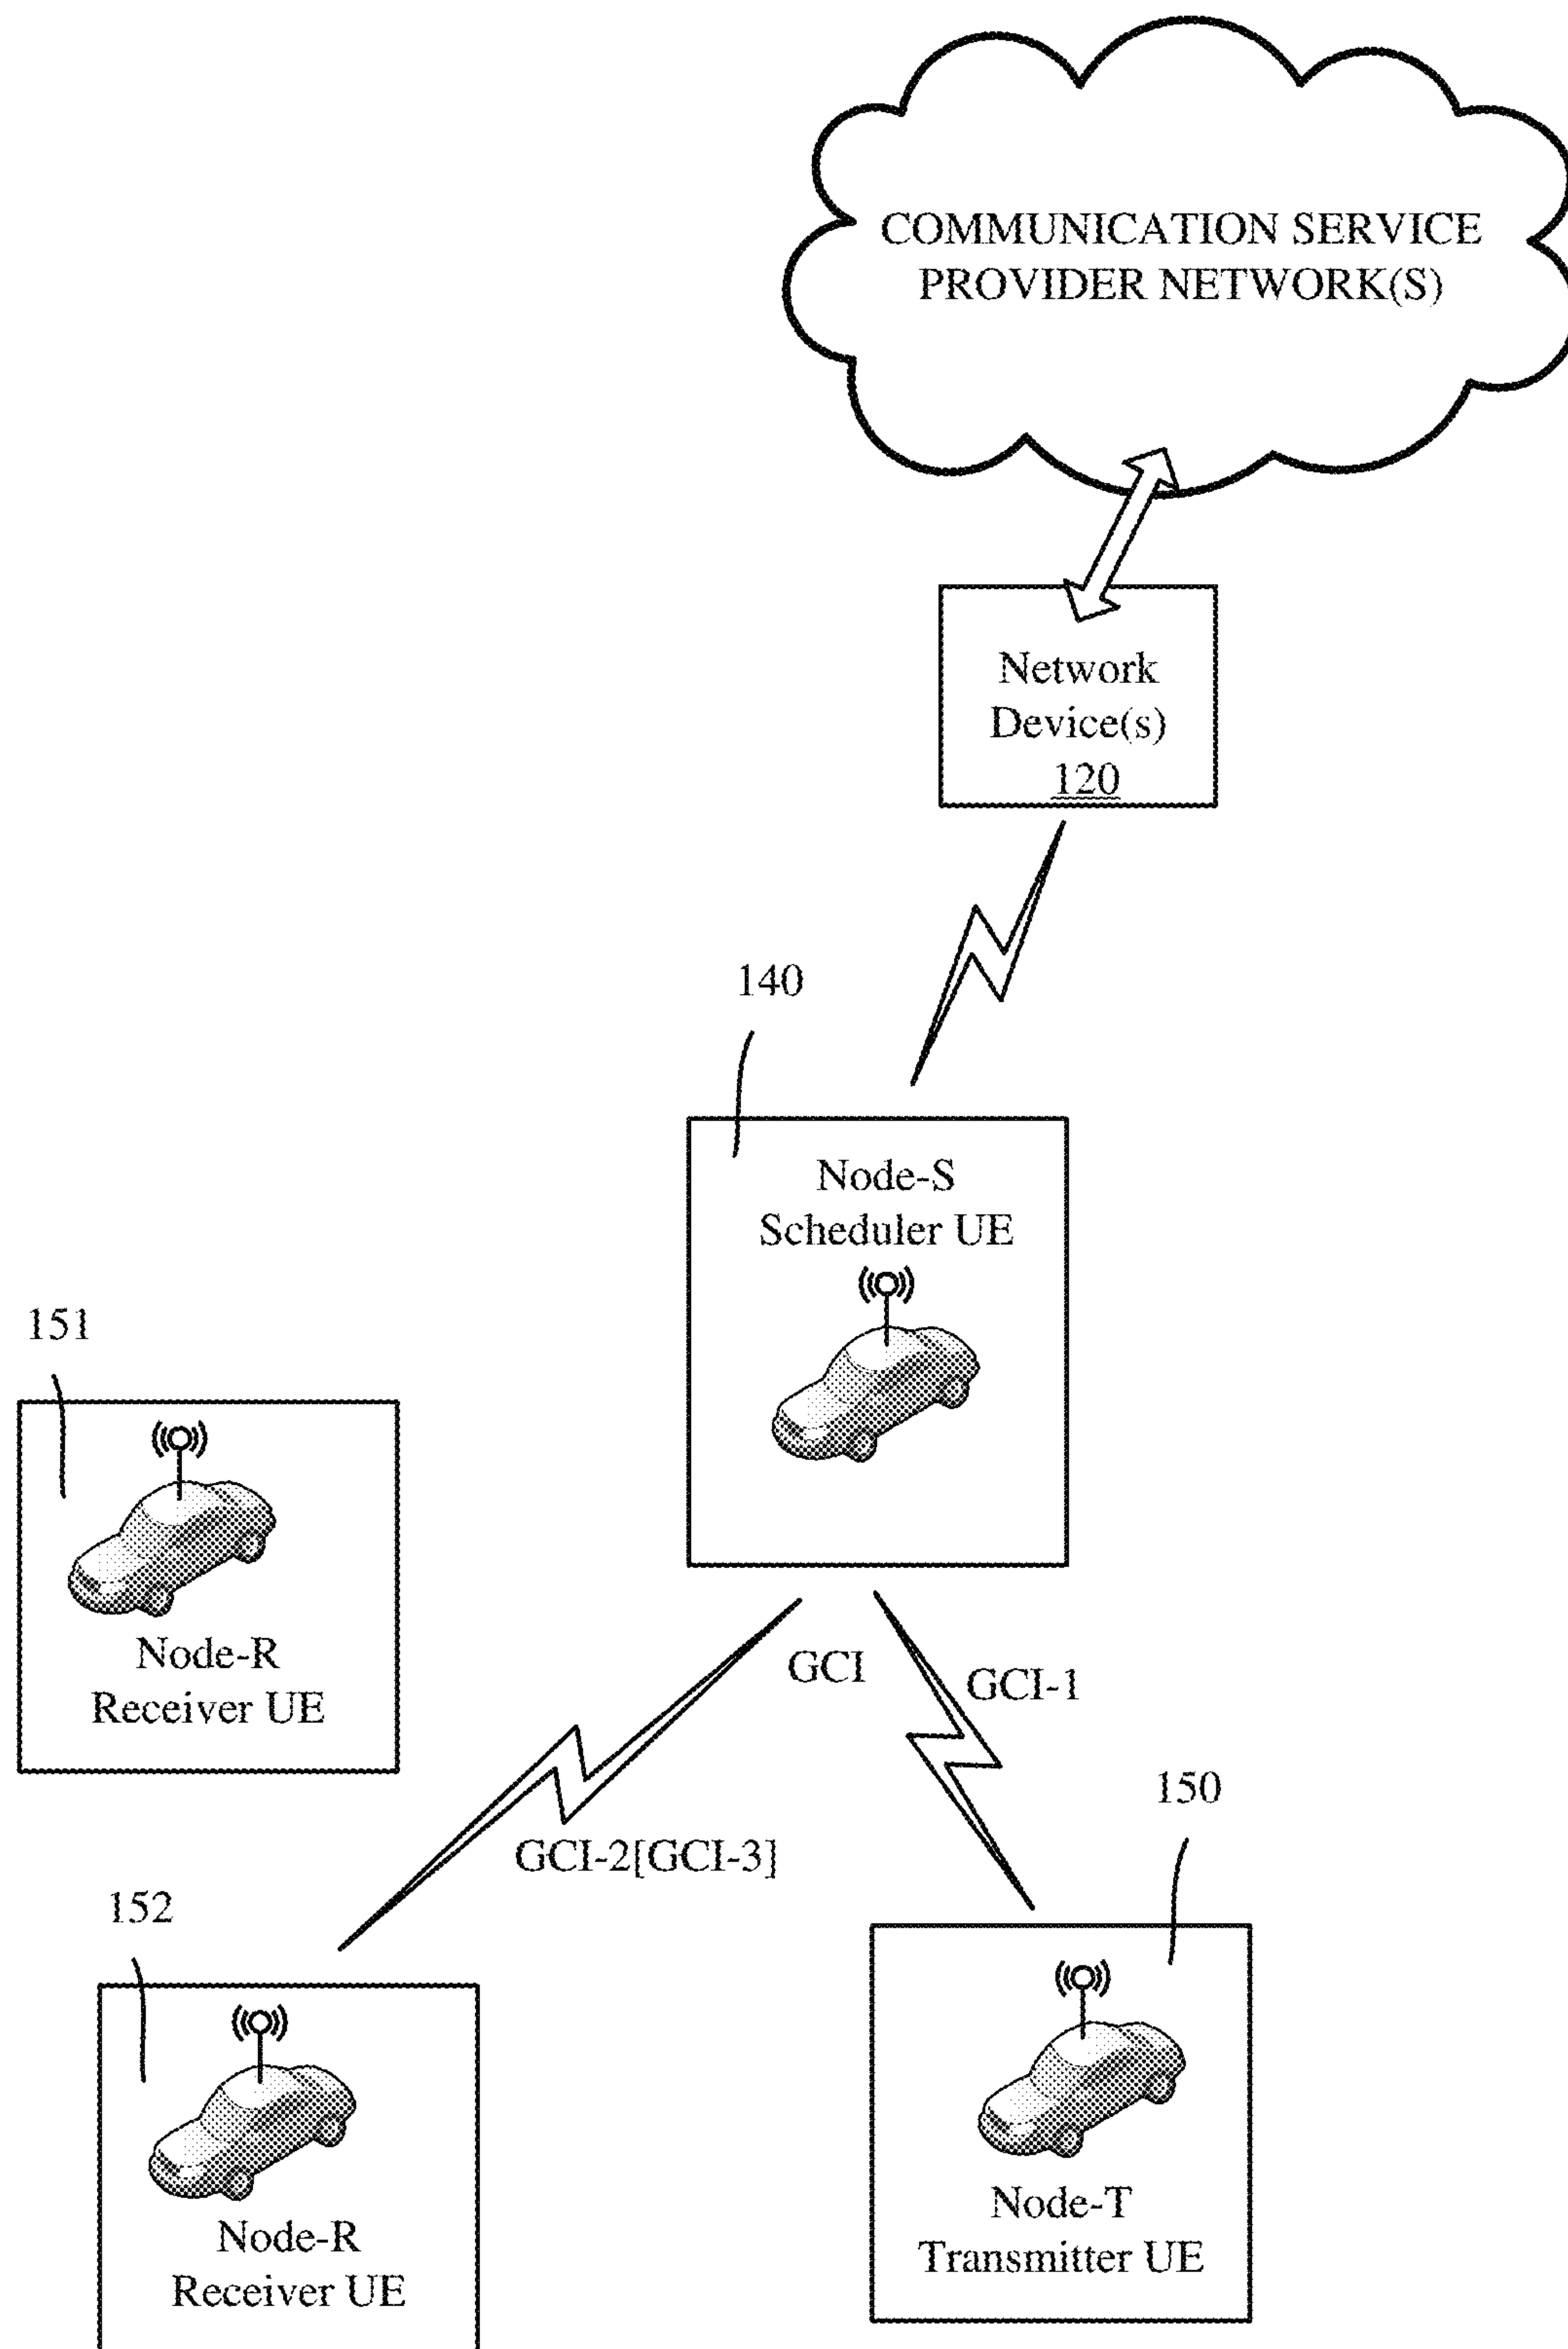 COMMUNICATION SERVICE
PROVIDER NETWORK(S)
Network
Device(s)
120
140
Node-S
Scheduler UE
151
Node-R
Receiver UE
GCI
GCI-1
150
GCI-2[GCI-3]
152
Node-T
Transmitter UE
Node-R
Receiver UE